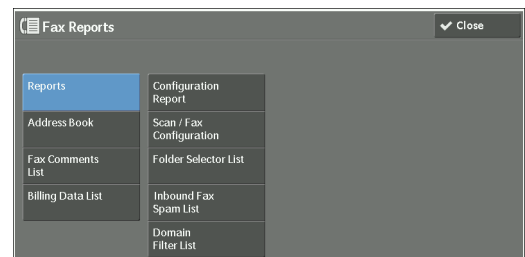 Fax Reports
Close
Reports
Configuration
Report
Address Book
Scan / Fax
Configuration
Fax Comments
List
Folder Selector List
Billing Data List
Inbound Fax
Spam List
Domain
Filter List